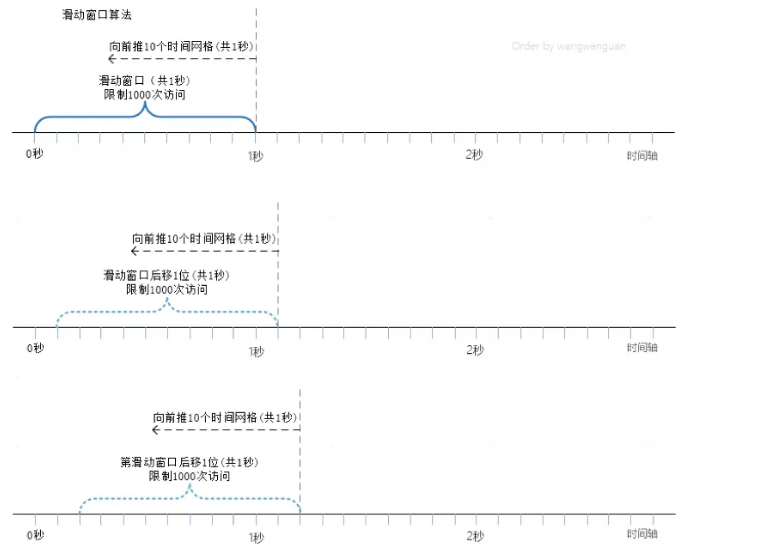 滑动窗口算法
向前推10个时间网格(共1秒)
Order by wangwenguan
滑动窗口（共1秒)
限制1000次访问
0秒 1秒 2秒 时间轴
向前推10个时间网格(共1秒)
滑动窗口后移1位(共1秒)
限制1000次访问
0秒 1秒 2秒 时间轴
向前推10个时间网格(共1秒)
第滑动窗口后移1位(共1秒)
限制1000次访问
0秒 1秒 2秒 时间轴